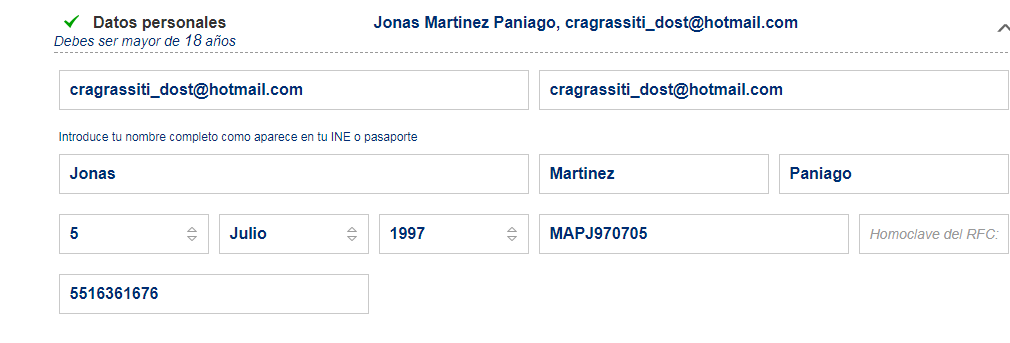 Datos personales Jonas Martinez Paniago, cragrassiti_dost@hotmail.com
Debes ser mayor de 18 años
cragrassiti_dost@hotmail.com cragrassiti_dost@hotmail.com
Introduce tu nombre completo como aparece en tu INE o pasaporte
Jonas Martinez Paniago
5 Julio 1997 MAPJ970705 Homoclave del RFC:
5516361676